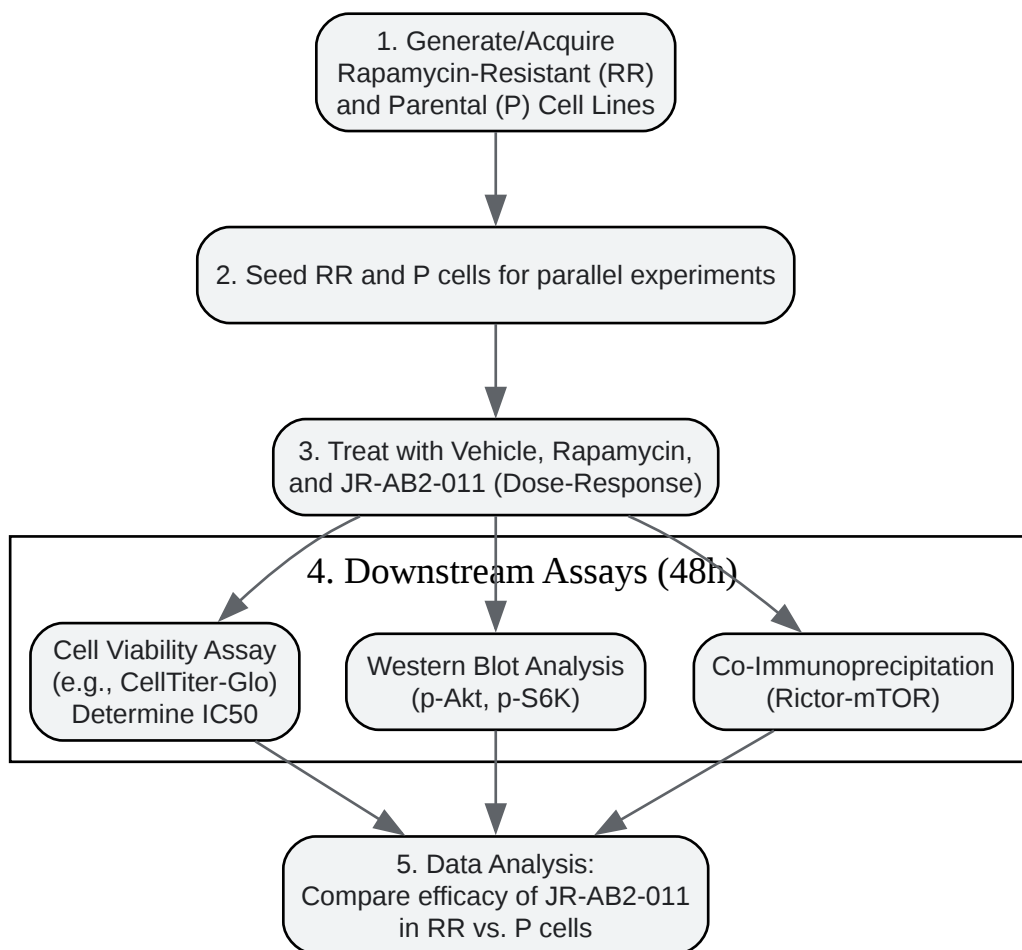 1. Generate/Acquire
Rapamycin-Resistant (RR)
and Parental (P) Cell Lines
2. Seed RR and P cells for parallel experiments
3. Treat with Vehicle, Rapamycin,
and JR-AB2-011 (Dose-Response)
4. Downstream Assays (48h)
Cell Viability Assay
(e.g., CellTiter-Glo)
Determine IC50
Western Blot Analysis
(p-Akt, p-S6K)
Co-Immunoprecipitation
(Rictor-mTOR)
5. Data Analysis:
Compare efficacy of JR-AB2-011
in RR vs. P cells